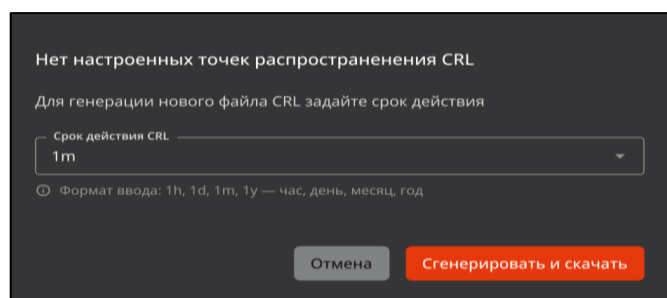 Нет настроенных точек распространенения CRL
Для генерации нового файла CRL задайте срок действия
Срок действия CRL
1m
Формат ввода: 1h, 1d, 1m, 1y — час, день, месяц, год
Отмена
Сгенерировать и скачать